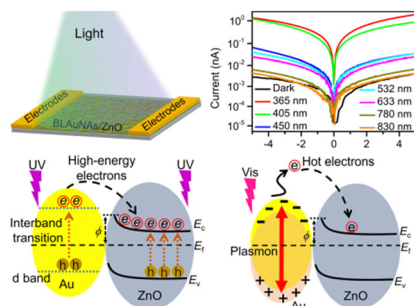 Light
Electrodes
BLAuNAs/ZnO
Electrodes
Current (nA)
10⁰
10⁻¹
10⁻²
10⁻³
10⁻⁴
10⁻⁵
Dark
365 nm
405 nm
450 nm
532 nm
633 nm
780 nm
830 nm
-4 -2 0 2 4
UV
High-energy
electrons
UV
e e
e e e e e
Interband
transition
ϕ
E_c
E_f
d band
h h
h h h
E_v
Au
ZnO
Vis
e
Hot electrons
e
ϕ
E_c
E_f
Plasmon
E_v
Au
ZnO